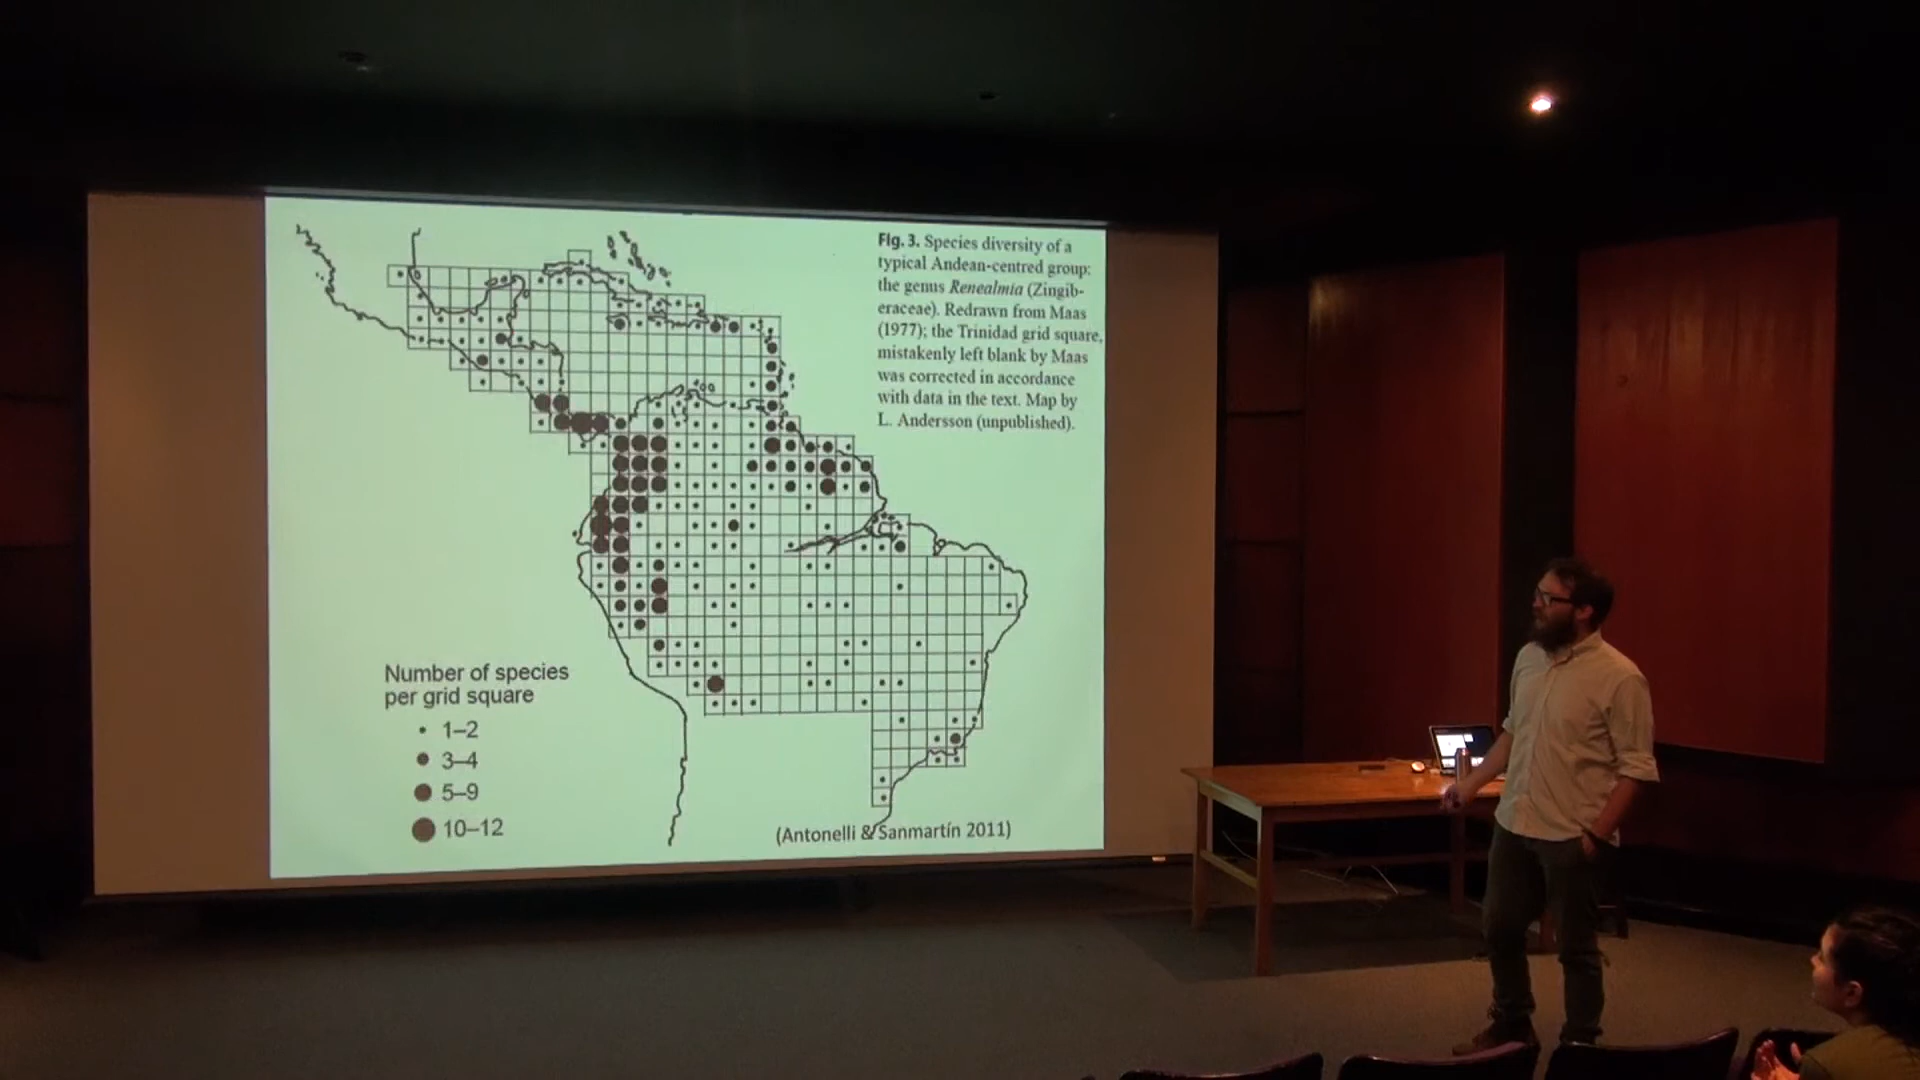 Fig. 3. Species diversity of a
typical Andean-centred group:
the genus Renealmia (Zingib-
eraceae). Redrawn from Maas
(1977); the Trinidad grid square,
mistakenly left blank by Maas
was corrected in accordance
with data in the text. Map by
L. Andersson (unpublished).
Number of species
per grid square
1–2
3–4
5–9
10–12
(Antonelli & Sanmartín 2011)